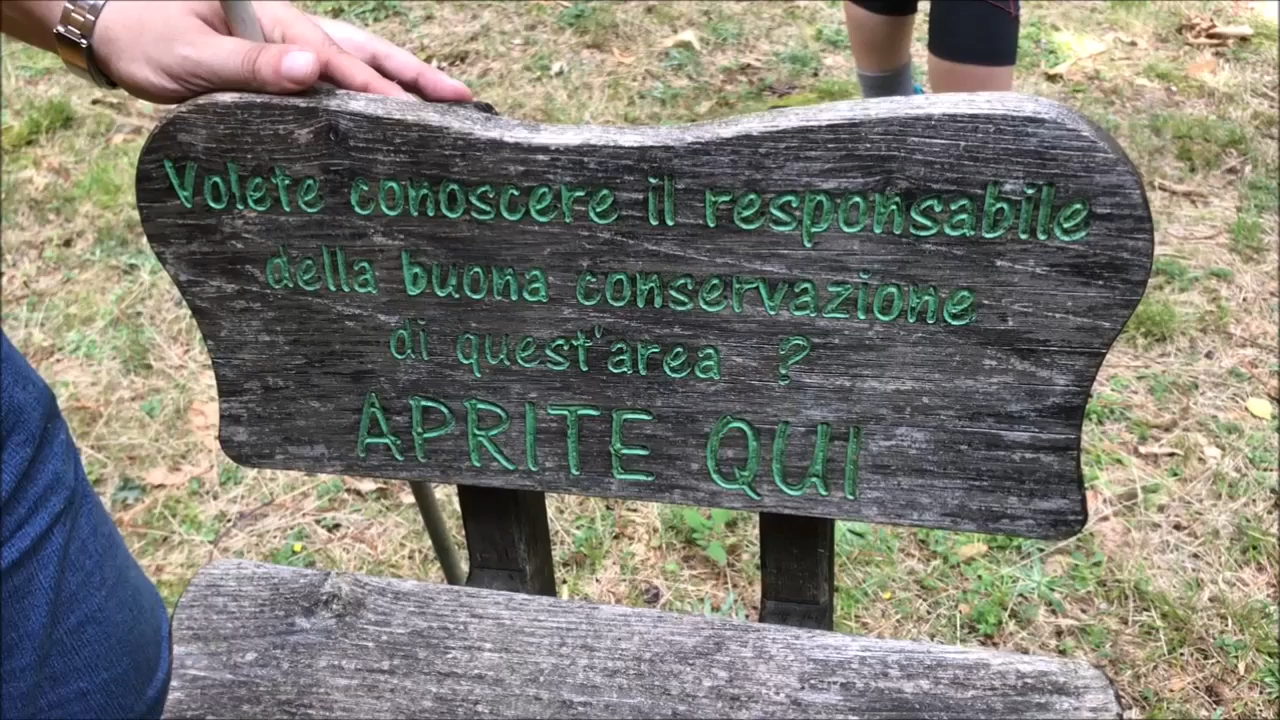 Volete conoscere il responsabile
della buona conservazione
di quest'area ?
APRITE QUI